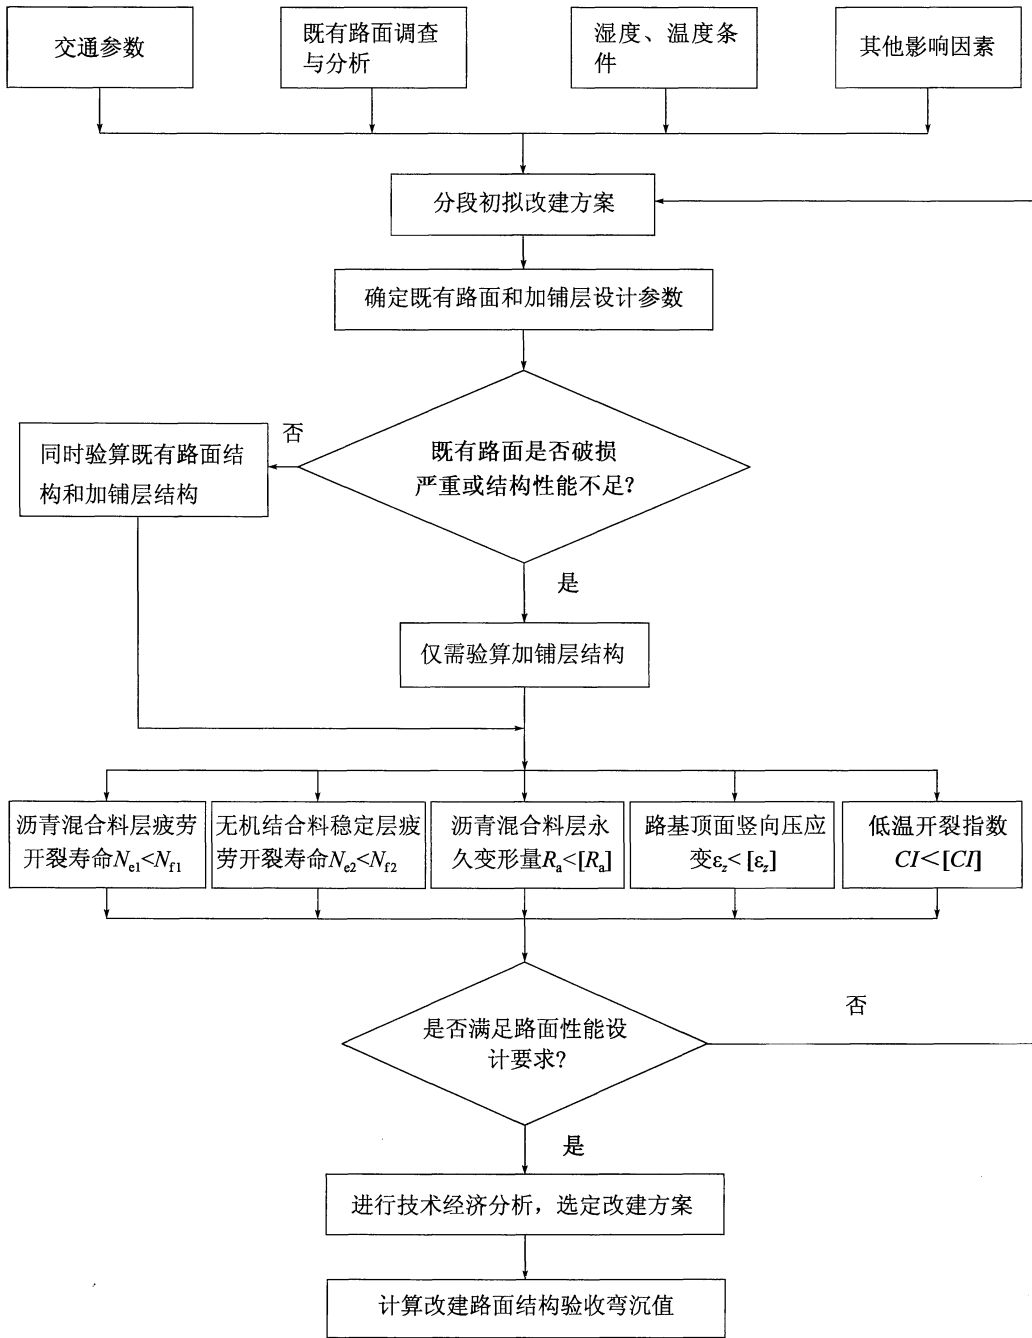 交通参数
既有路面调查
与分析
湿度、温度条
件
其他影响因素
分段初拟改建方案
确定既有路面和加铺层设计参数
既有路面是否破损
严重或结构性能不足?
否
同时验算既有路面结
构和加铺层结构
是
仅需验算加铺层结构
沥青混合料层疲劳
开裂寿命Ne1<Nf1
无机结合料稳定层疲
劳开裂寿命Ne2<Nf2
沥青混合料层永
久变形量Ra<[Ra]
路基顶面竖向压应
变εz<[εz]
低温开裂指数
CI<[CI]
是否满足路面性能设
计要求?
否
是
进行技术经济分析，选定改建方案
计算改建路面结构验收弯沉值